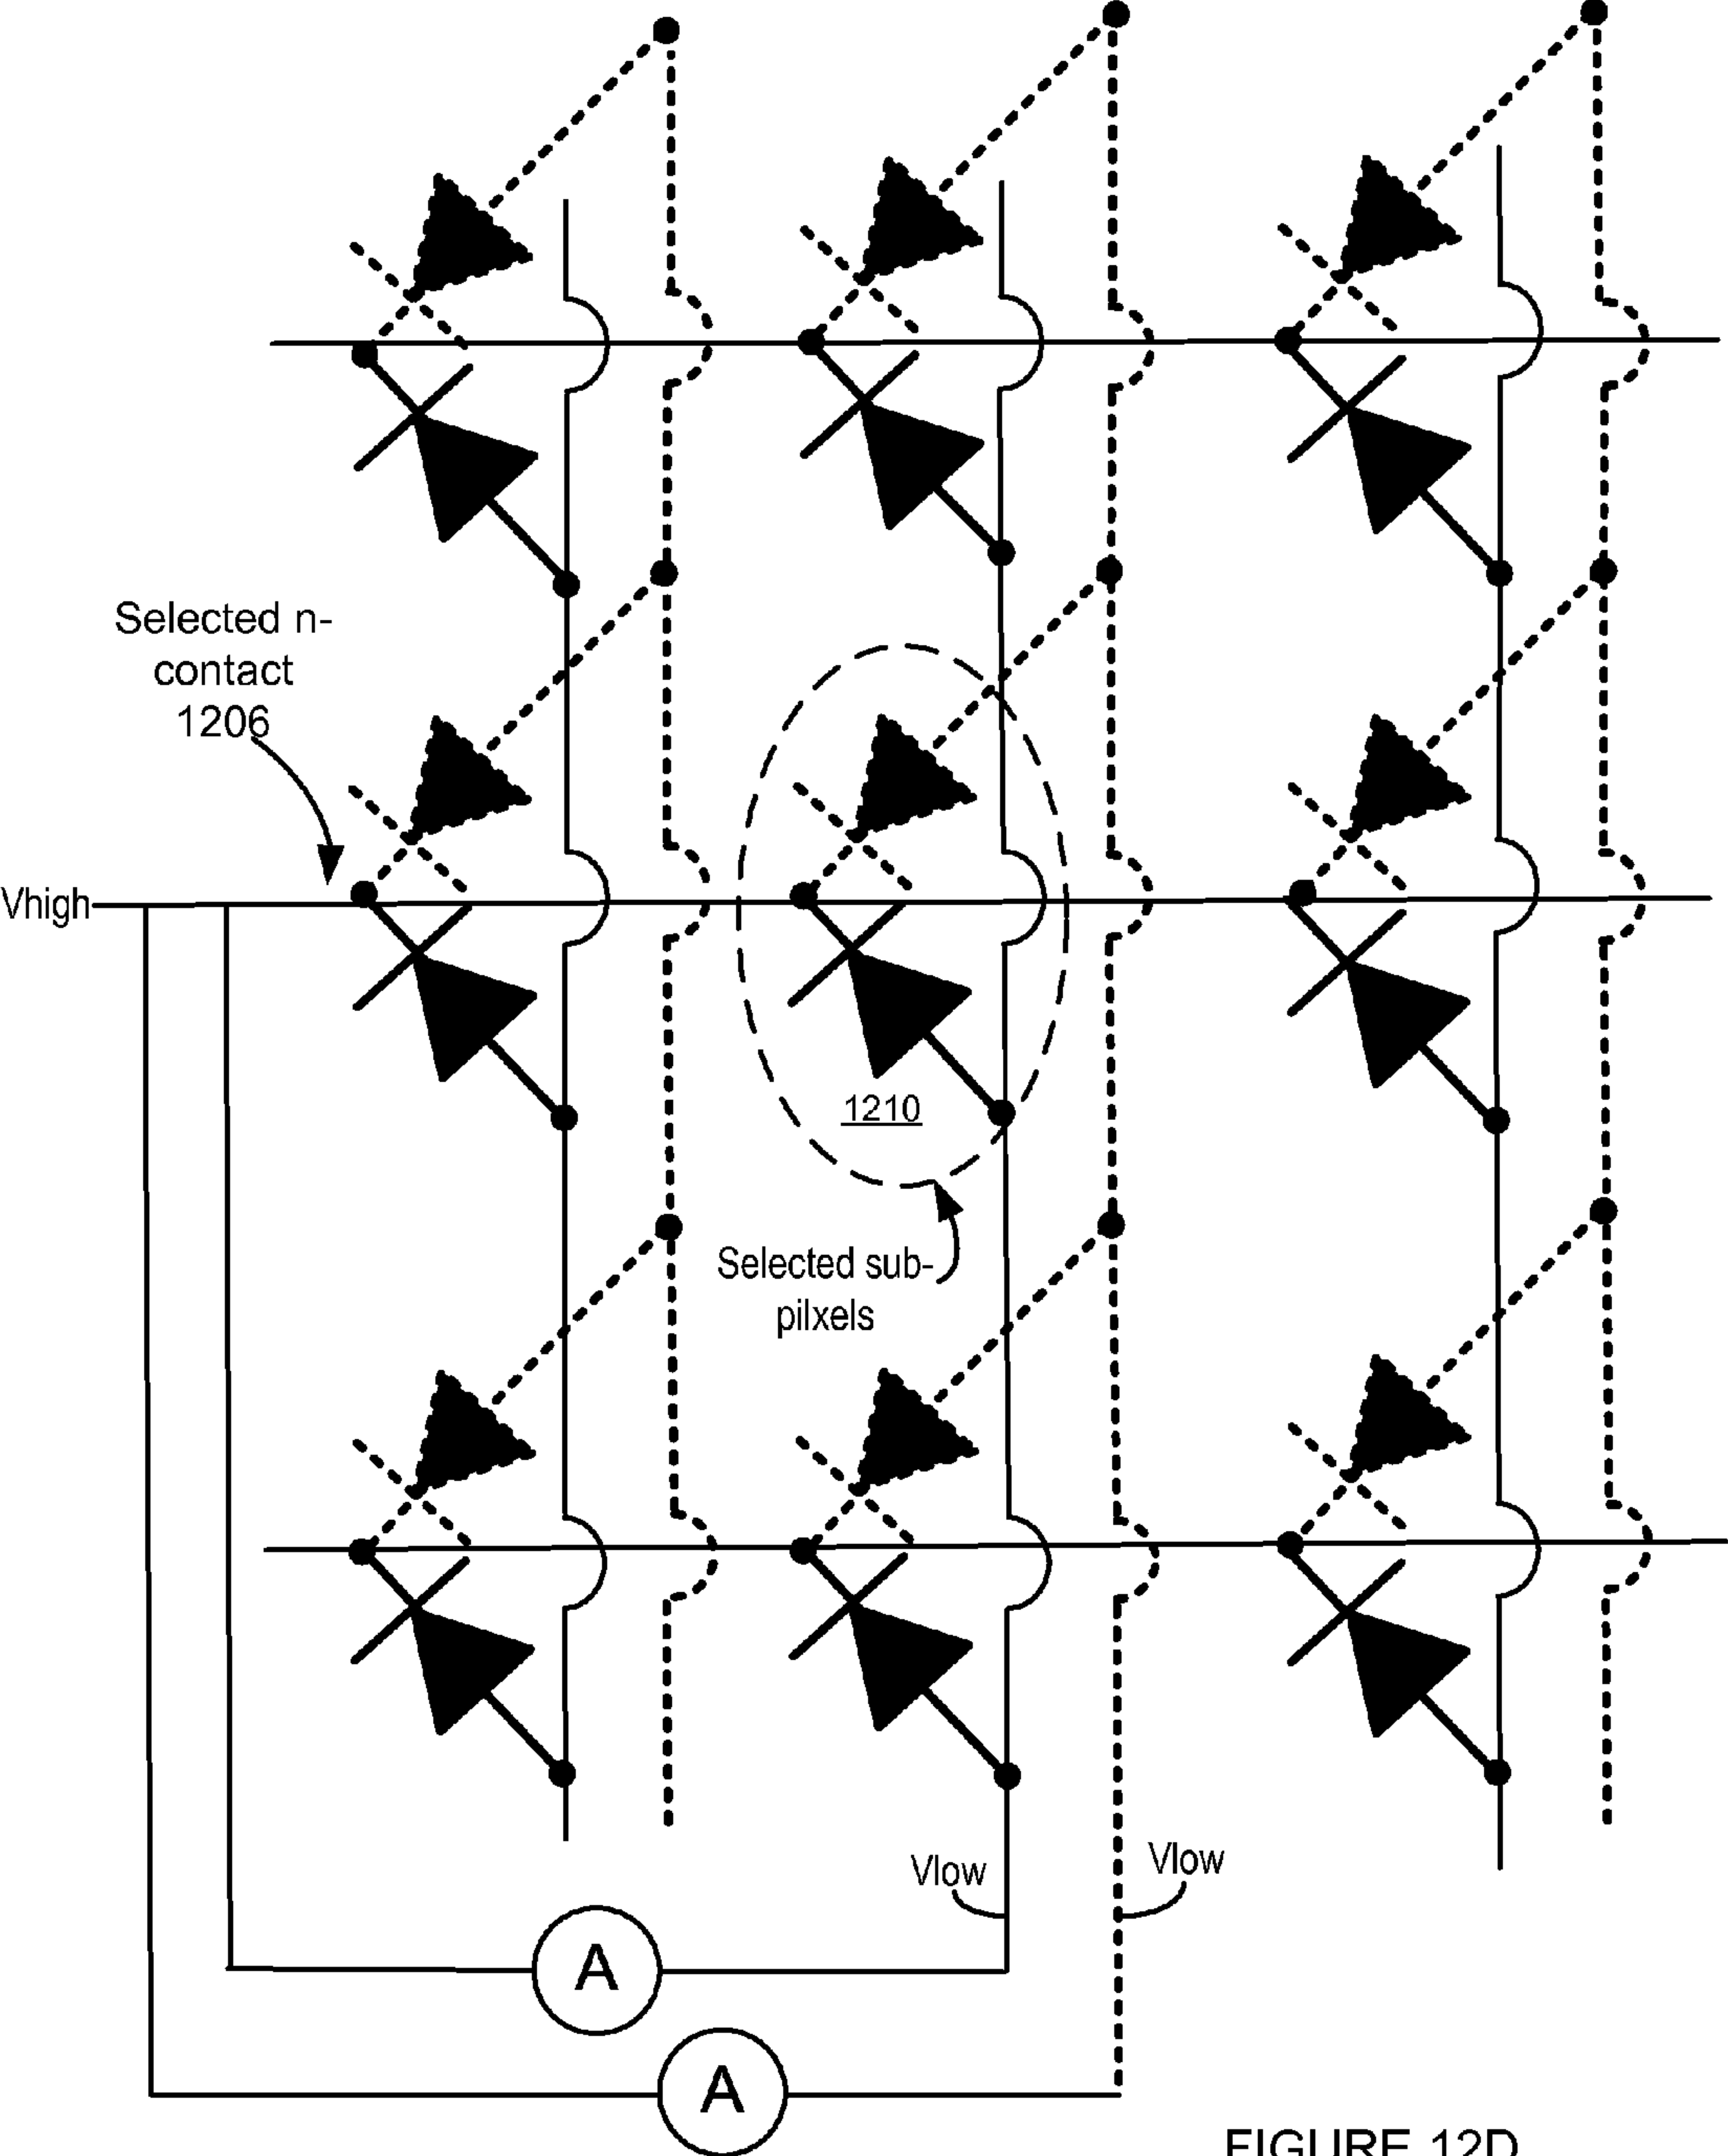 Selected n-
contact
1206
Vhigh
1210
Selected sub-
pilxels
Vlow
Vlow
A
A
FIGURE 12D